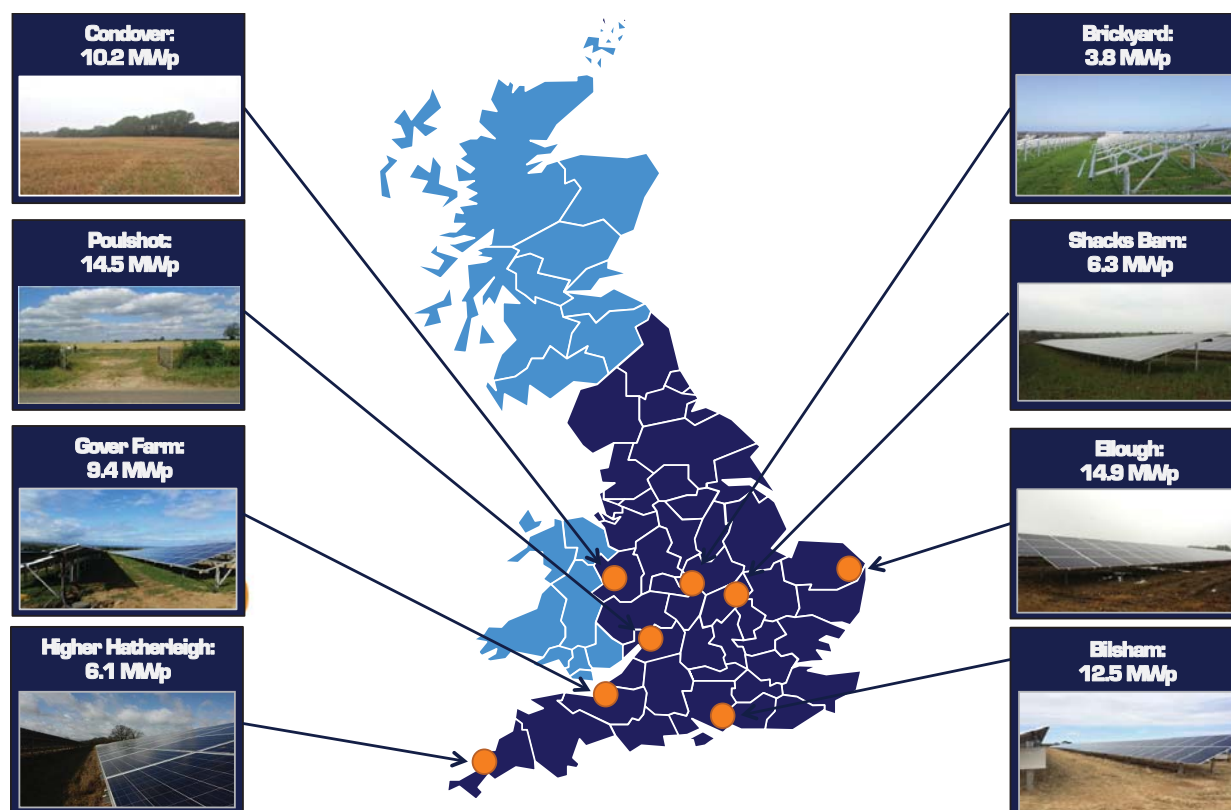 Condover:
10.2 MWp
Poulshot:
14.5 MWp
Gover Farm:
9.4 MWp
Higher Hatherleigh:
6.1 MWp
Brickyard:
3.8 MWp
Shacks Barn:
6.3 MWp
Ellough:
14.9 MWp
Bilsham:
12.5 MWp